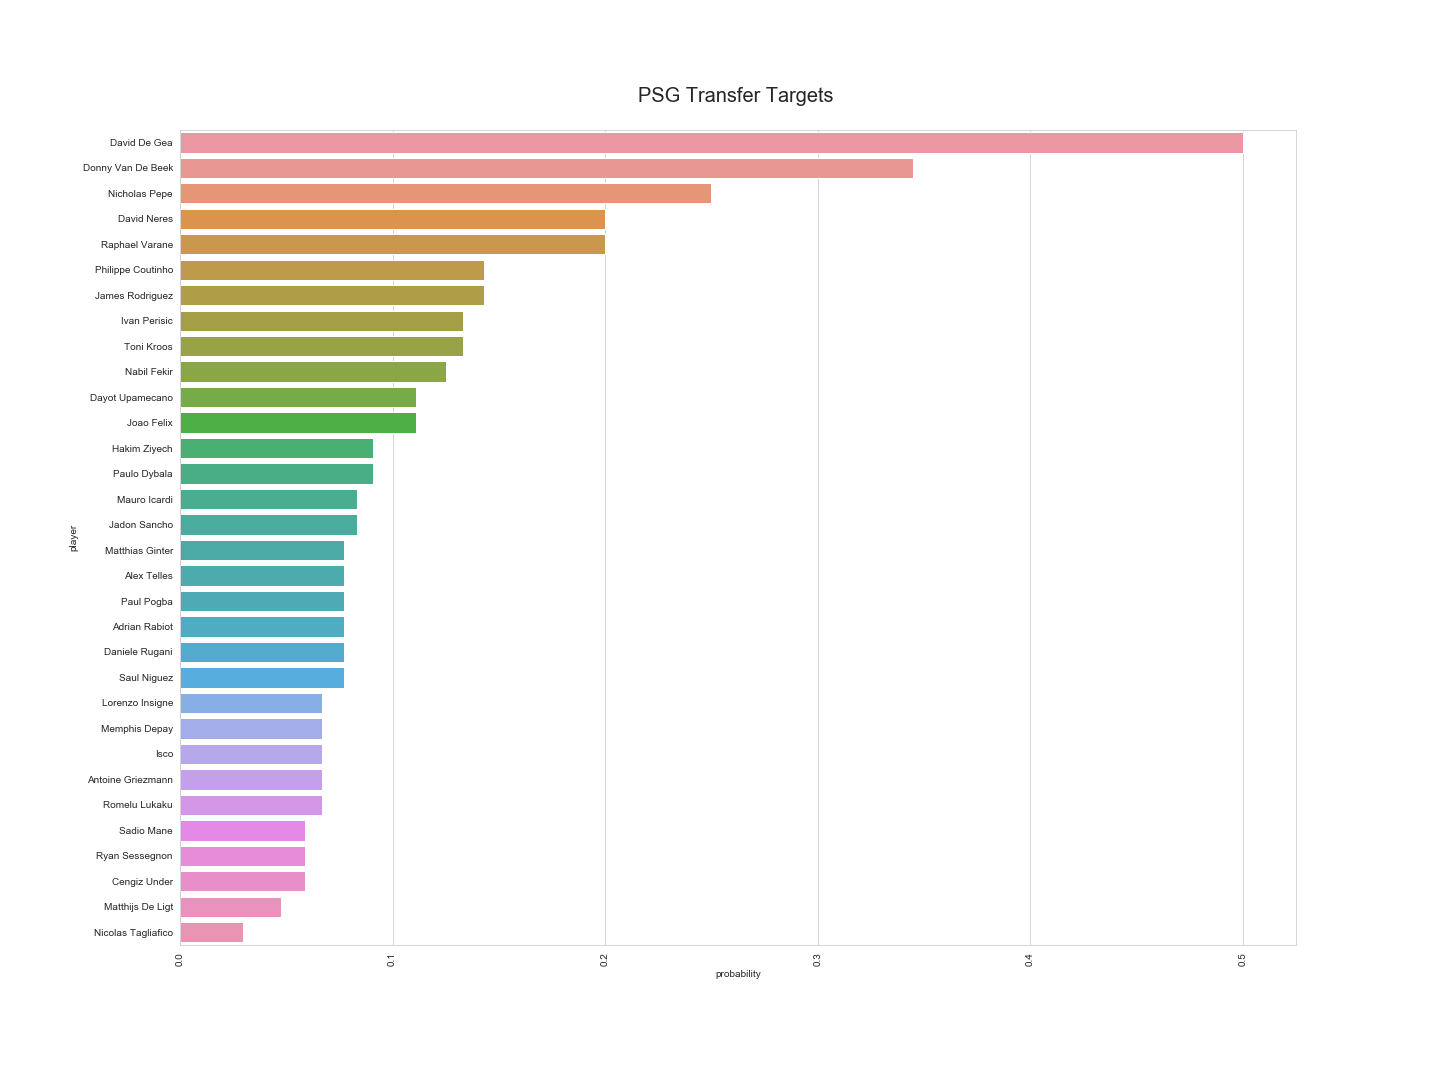 PSG Transfer Targets
David De Gea
Donny Van De Beek
Nicholas Pepe
David Neres
Raphael Varane
Philippe Coutinho
James Rodriguez
Ivan Perisic
Toni Kroos
Nabil Fekir
Dayot Upamecano
Joao Felix
Hakim Ziyech
Paulo Dybala
Mauro Icardi
Jadon Sancho
Matthias Ginter
Alex Telles
Paul Pogba
Adrian Rabiot
Daniele Rugani
Saul Niguez
Lorenzo Insigne
Memphis Depay
Isco
Antoine Griezmann
Romelu Lukaku
Sadio Mane
Ryan Sessegnon
Cengiz Under
Matthijs De Ligt
Nicolas Tagliafico
player
0.0 0.1 0.2 0.3 0.4 0.5
probability